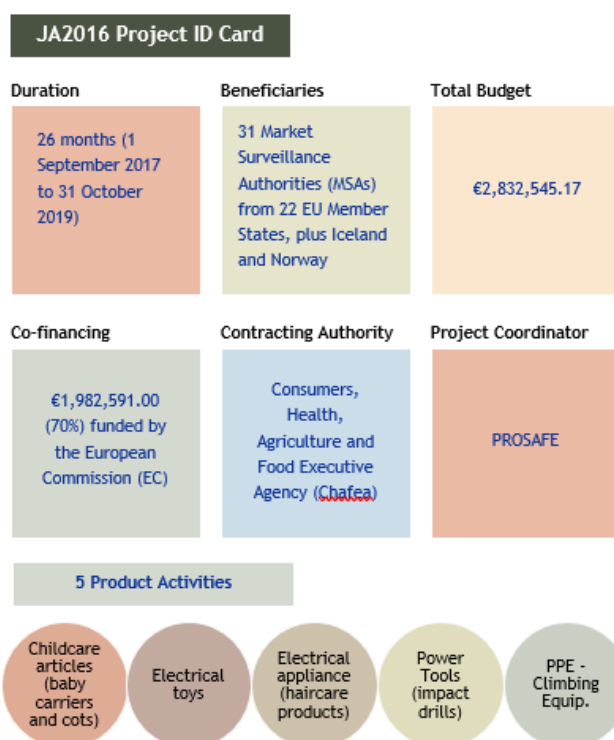 JA2016 Project ID Card
Duration
26 months (1
September 2017
to 31 October
2019)
Beneficiaries
31 Market
Surveillance
Authorities (MSAs)
from 22 EU Member
States, plus Iceland
and Norway
Total Budget
€2,832,545.17
Co-financing
€1,982,591.00
(70%) funded by
the European
Commission (EC)
Contracting Authority
Consumers,
Health,
Agriculture and
Food Executive
Agency (Chafea)
Project Coordinator
PROSAFE
5 Product Activities
Childcare
articles
(baby
carriers
and cots)
Electrical
toys
Electrical
appliance
(haircare
products)
Power
Tools
(impact
drills)
PPE -
Climbing
Equip.